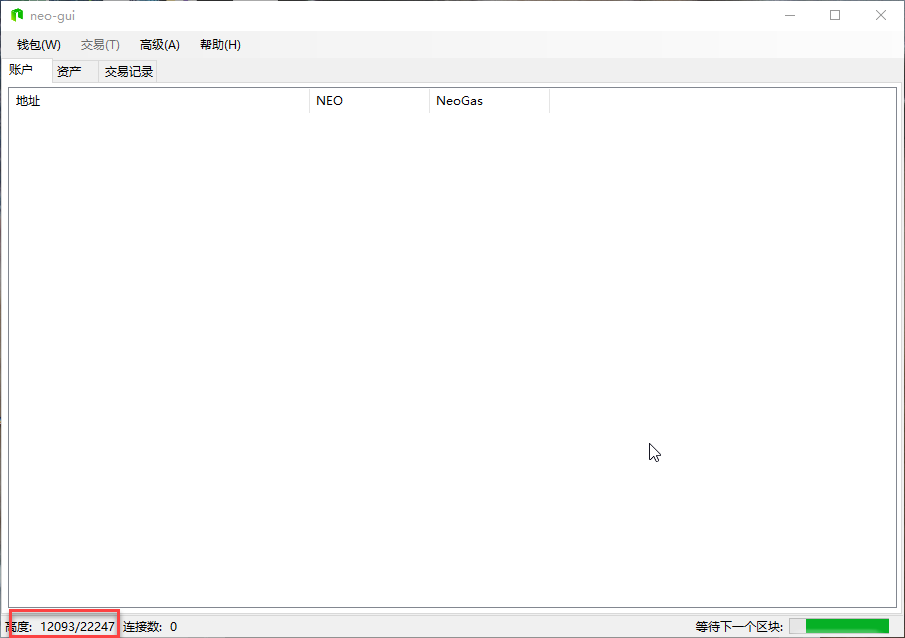 neo-gui
钱包(W) 交易(T) 高级(A) 帮助(H)
账户 资产 交易记录
地址 NEO NeoGas
高度: 12093/22247 连接数: 0 等待下一个区块: